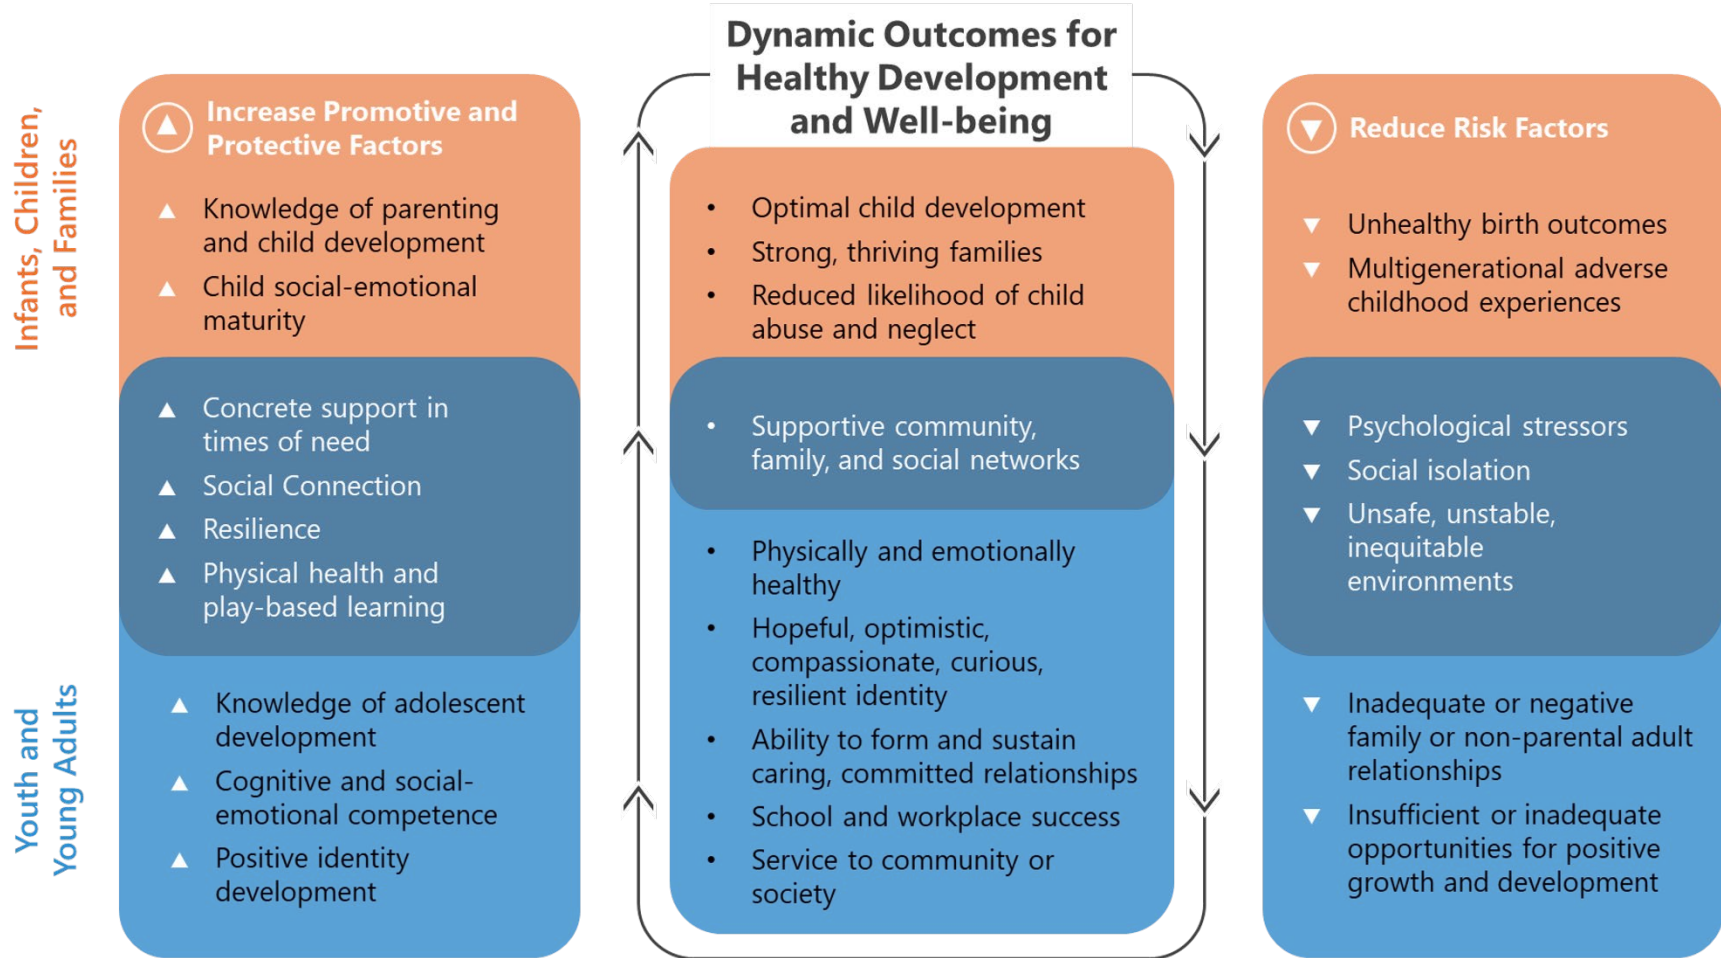 Infants, Children,
and Families
Youth and
Young Adults
Increase Promotive and
Protective Factors
Knowledge of parenting
and child development
Child social-emotional
maturity
Concrete support in
times of need
Social Connection
Resilience
Physical health and
play-based learning
Knowledge of adolescent
development
Cognitive and social-
emotional competence
Positive identity
development
Dynamic Outcomes for
Healthy Development
and Well-being
• Optimal child development
• Strong, thriving families
• Reduced likelihood of child
abuse and neglect
• Supportive community,
family, and social networks
• Physically and emotionally
healthy
• Hopeful, optimistic,
compassionate, curious,
resilient identity
• Ability to form and sustain
caring, committed relationships
• School and workplace success
• Service to community or
society
Reduce Risk Factors
Unhealthy birth outcomes
Multigenerational adverse
childhood experiences
Psychological stressors
Social isolation
Unsafe, unstable,
inequitable
environments
Inadequate or negative
family or non-parental adult
relationships
Insufficient or inadequate
opportunities for positive
growth and development